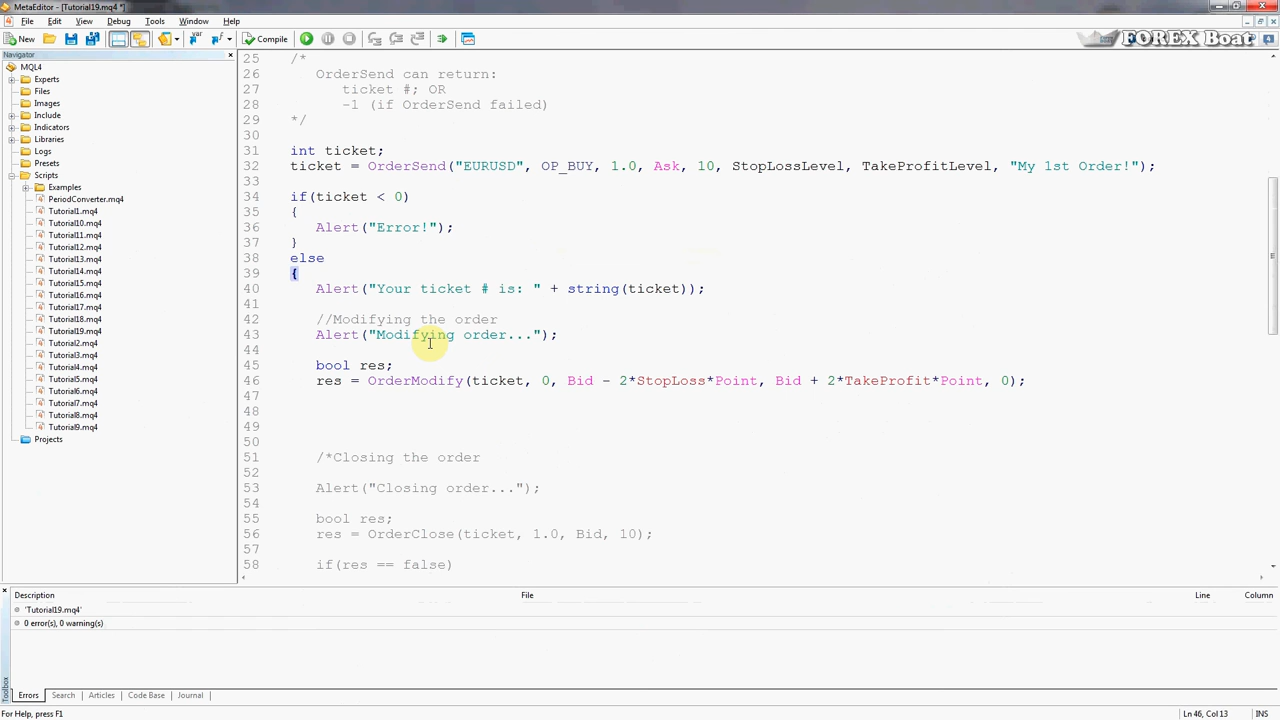 MetaEditor - [Tutorial19.mq4 *]
File Edit View Debug Tools Window Help
New Compile
FOREX Boat
Navigator
MQL4
Experts
Files
Images
Include
Indicators
Libraries
Logs
Presets
Scripts
Examples
PeriodConverter.mq4
Tutorial1.mq4
Tutorial10.mq4
Tutorial11.mq4
Tutorial12.mq4
Tutorial13.mq4
Tutorial14.mq4
Tutorial15.mq4
Tutorial16.mq4
Tutorial17.mq4
Tutorial18.mq4
Tutorial19.mq4
Tutorial2.mq4
Tutorial3.mq4
Tutorial4.mq4
Tutorial5.mq4
Tutorial6.mq4
Tutorial7.mq4
Tutorial8.mq4
Tutorial9.mq4
Projects
25 /*
26 OrderSend can return:
27 ticket #; OR
28 -1 (if OrderSend failed)
29 */
30
31 int ticket;
32 ticket = OrderSend("EURUSD", OP_BUY, 1.0, Ask, 10, StopLossLevel, TakeProfitLevel, "My 1st Order!");
33
34 if(ticket < 0)
35 {
36 Alert("Error!");
37 }
38 else
39 {
40 Alert("Your ticket # is: " + string(ticket));
41
42 //Modifying the order
43 Alert("Modifying order...");
44
45 bool res;
46 res = OrderModify(ticket, 0, Bid - 2*StopLoss*Point, Bid + 2*TakeProfit*Point, 0);
47
48
49
50
51 /*Closing the order
52
53 Alert("Closing order...");
54
55 bool res;
56 res = OrderClose(ticket, 1.0, Bid, 10);
57
58 if(res == false)
Description File Line Column
'Tutorial19.mq4'
0 error(s), 0 warning(s)
Toolbox
Errors Search Articles Code Base Journal
For Help, press F1 Ln 46, Col 13 INS